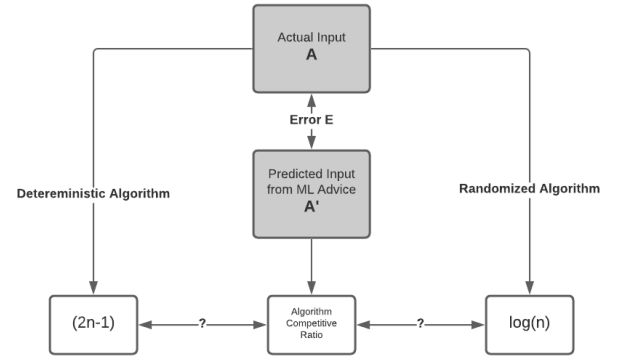 Actual Input
A
Error E
Predicted Input
from ML Advice
A'
Detereministic Algorithm
Randomized Algorithm
(2n-1)
?
Algorithm
Competitive
Ratio
?
log(n)